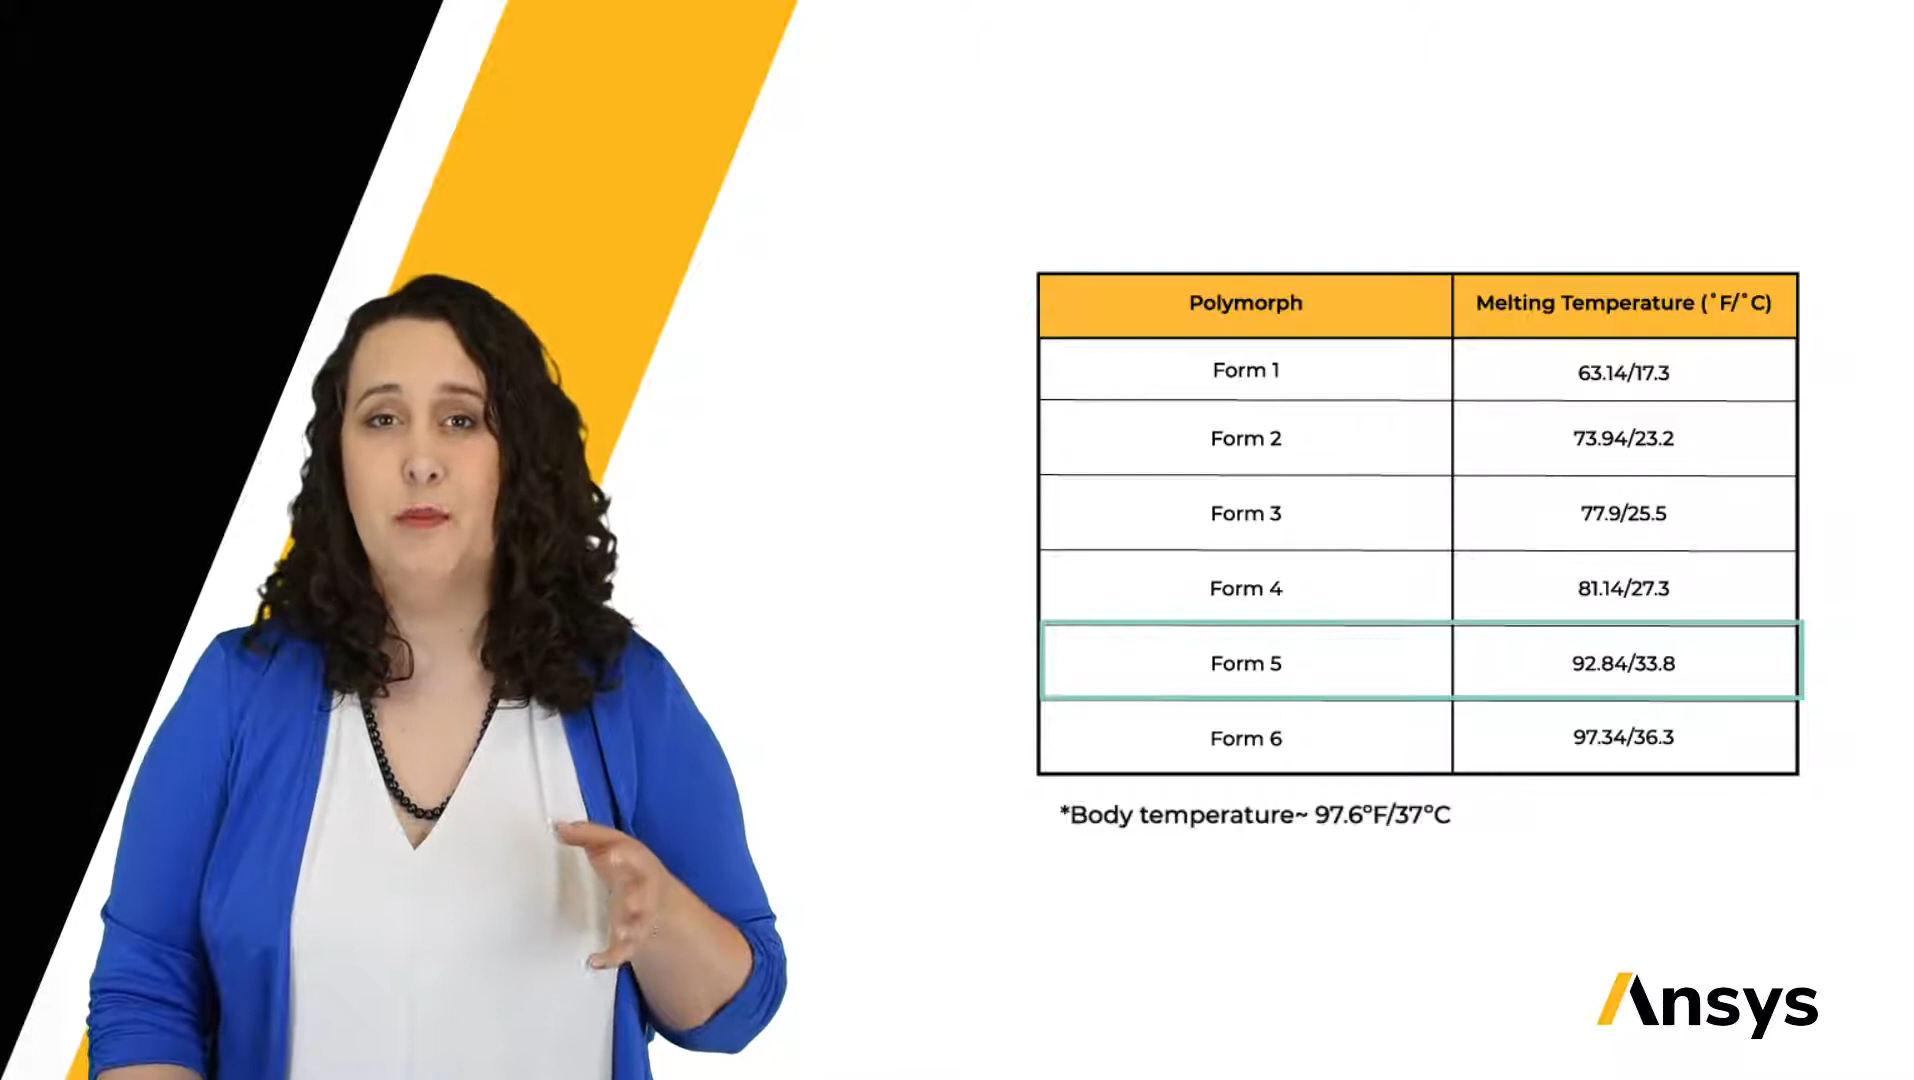 Polymorph Melting Temperature (˚F/˚C)
Form 1 63.14/17.3
Form 2 73.94/23.2
Form 3 77.9/25.5
Form 4 81.14/27.3
Form 5 92.84/33.8
Form 6 97.34/36.3
*Body temperature~ 97.6ºF/37ºC
Ansys